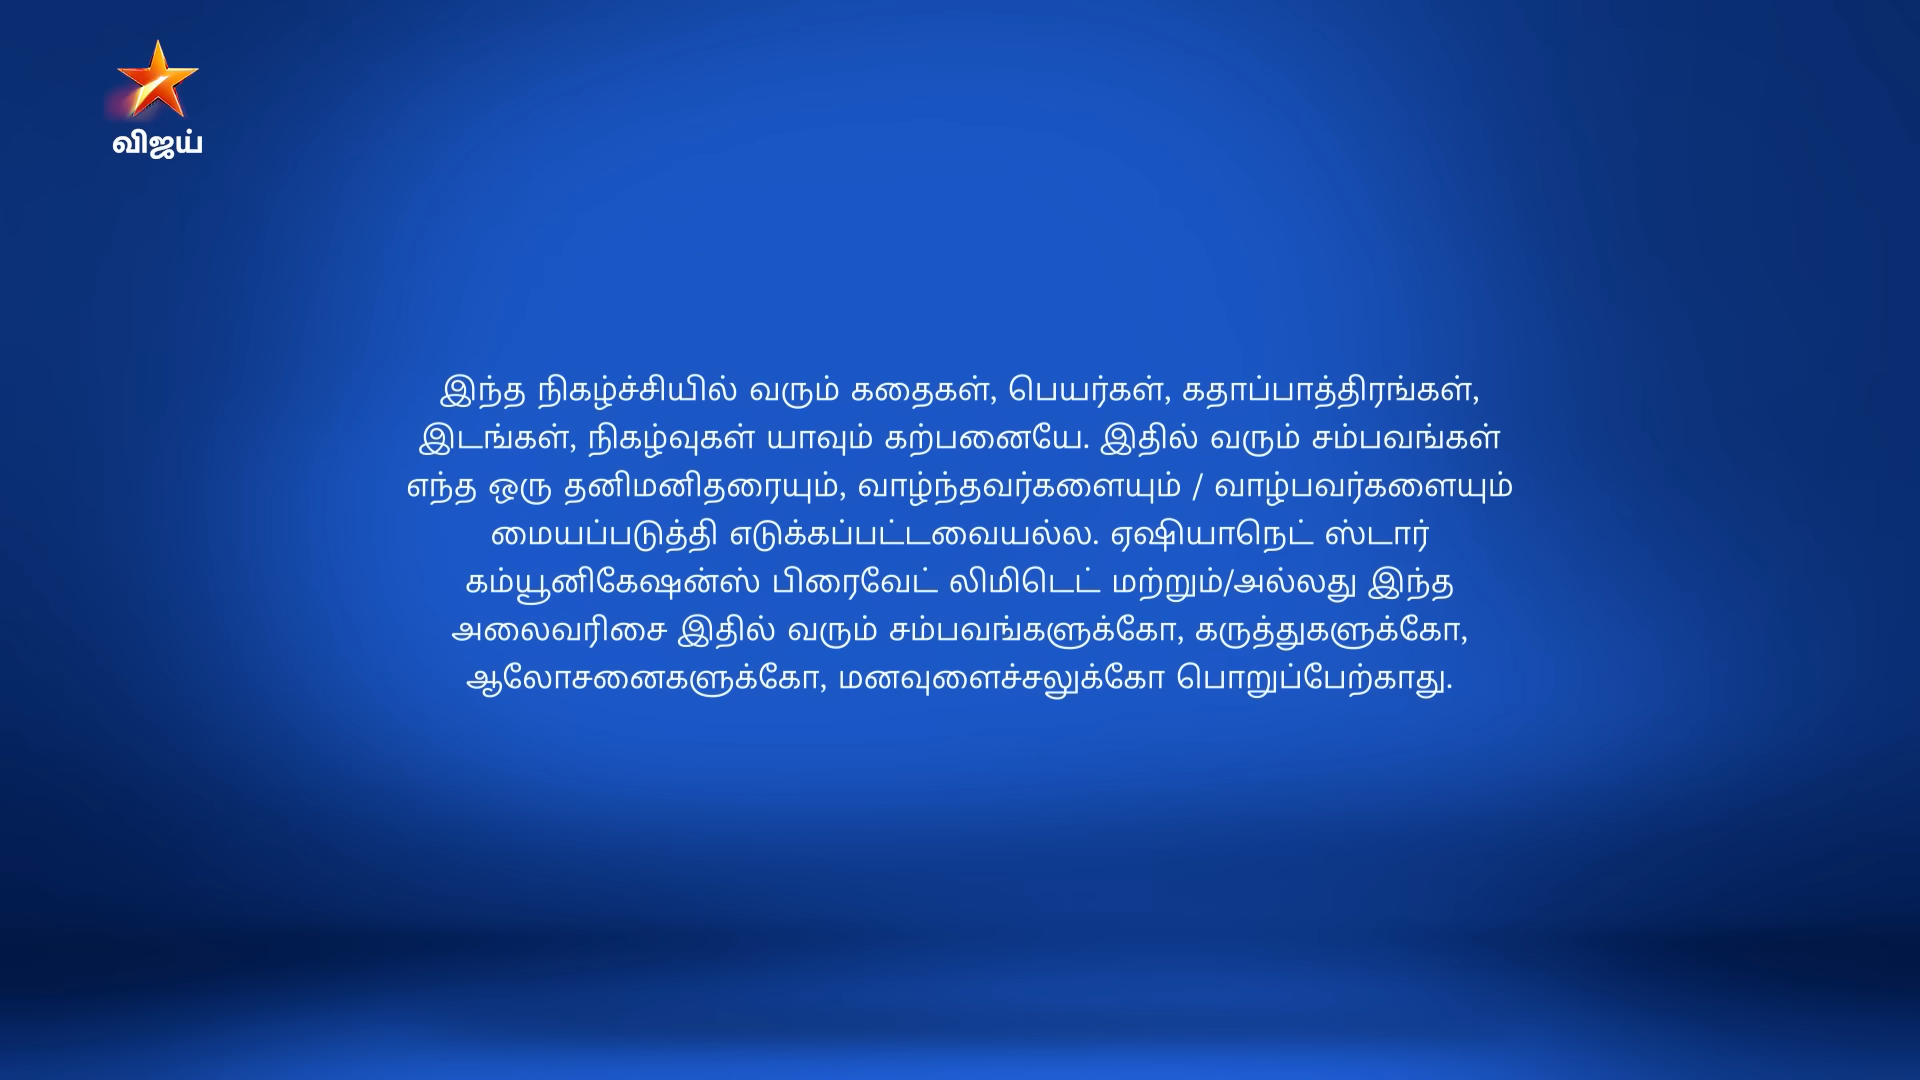 விஜய்
இந்த நிகழ்ச்சியில் வரும் கதைகள், பெயர்கள், கதாப்பாத்திரங்கள்,
இடங்கள், நிகழ்வுகள் யாவும் கற்பனையே. இதில் வரும் சம்பவங்கள்
எந்த ஒரு தனிமனிதரையும், வாழ்ந்தவர்களையும் / வாழ்பவர்களையும்
மையப்படுத்தி எடுக்கப்பட்டவையல்ல. ஏஷியாநெட் ஸ்டார்
கம்யூனிகேஷன்ஸ் பிரைவேட் லிமிடெட் மற்றும்/அல்லது இந்த
அலைவரிசை இதில் வரும் சம்பவங்களுக்கோ, கருத்துகளுக்கோ,
ஆலோசனைகளுக்கோ, மனவுளைச்சலுக்கோ பொறுப்பேற்காது.